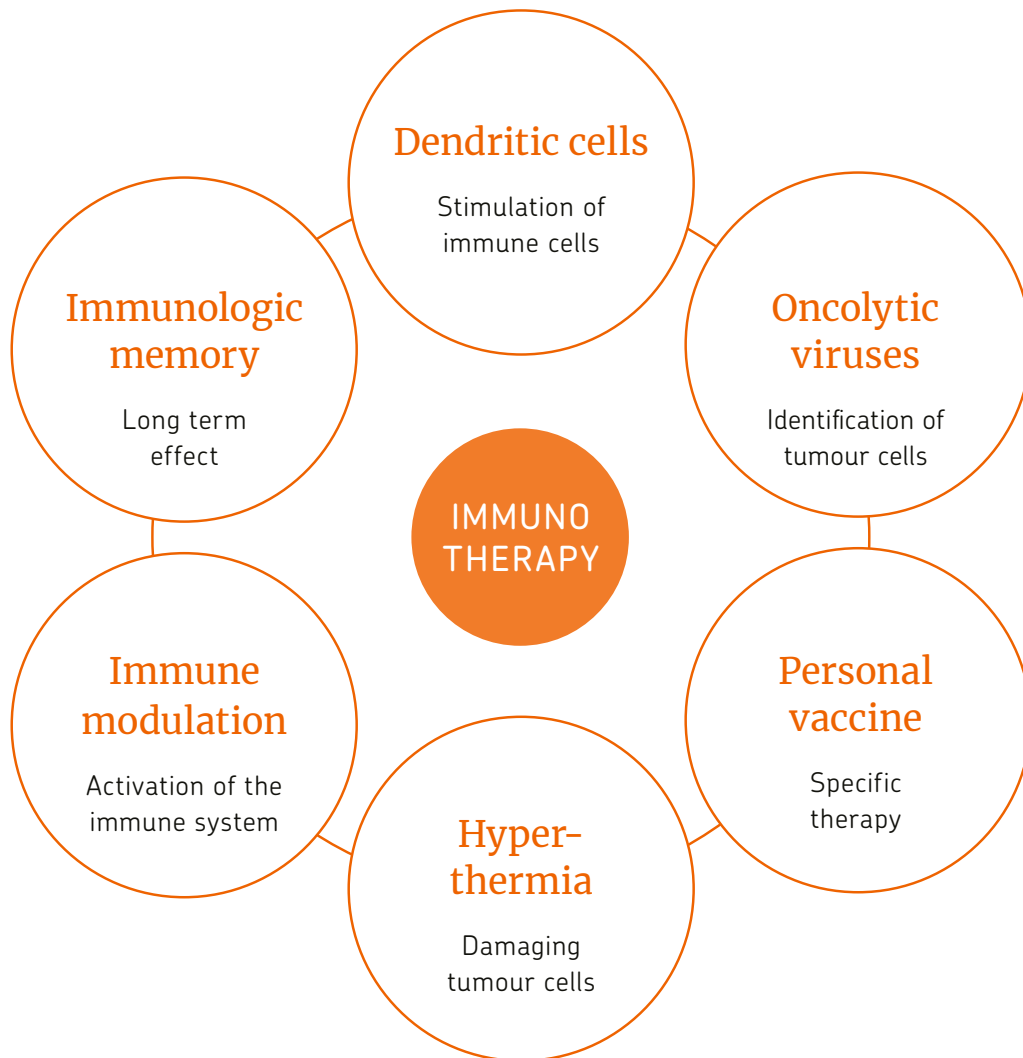 Dendritic cells
Stimulation of
immune cells
Oncolytic
viruses
Identification of
tumour cells
Personal
vaccine
Specific
therapy
Hyper-
thermia
Damaging
tumour cells
Immune
modulation
Activation of the
immune system
Immunologic
memory
Long term
effect
IMMUNO
THERAPY